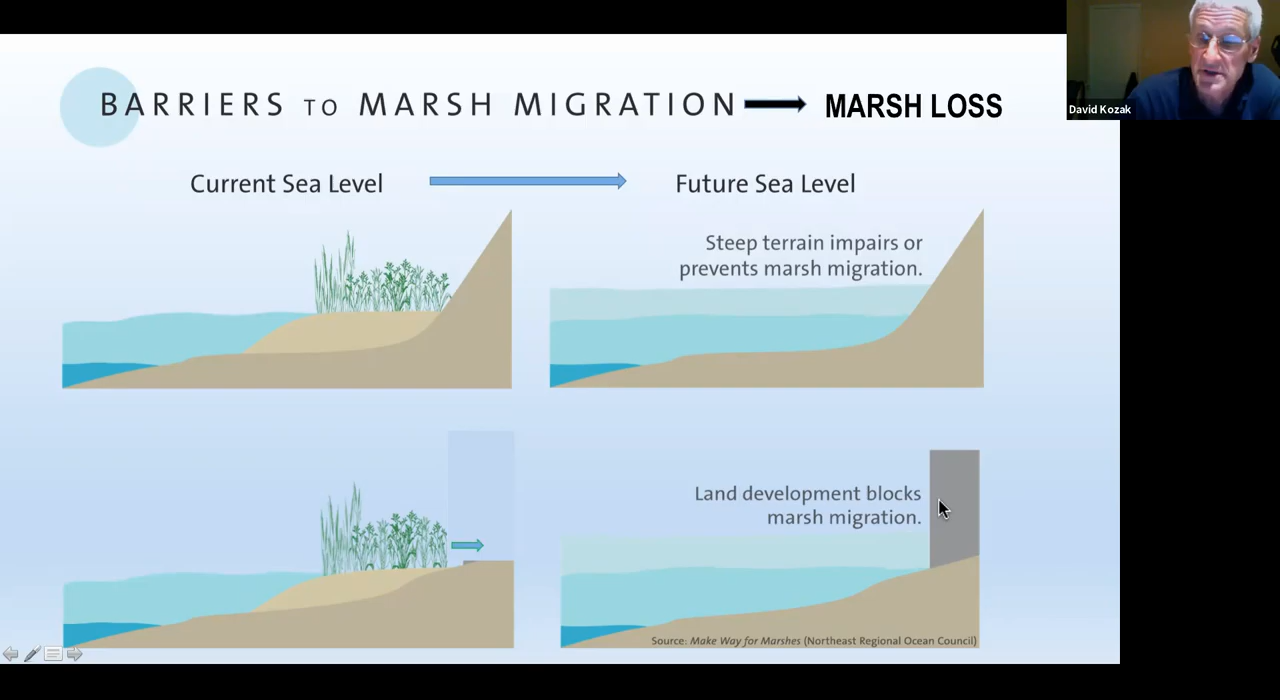 BARRIERS TO MARSH MIGRATION MARSH LOSS
David Kozak
Current Sea Level Future Sea Level
Steep terrain impairs or
prevents marsh migration.
Land development blocks
marsh migration.
Source: Make Way for Marshes (Northeast Regional Ocean Council)